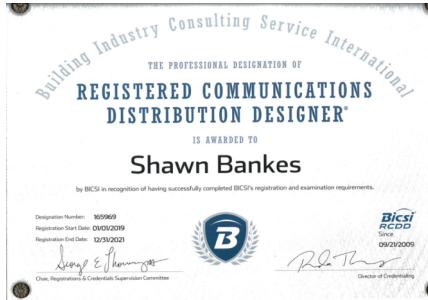 Building Industry Consulting Service International
THE PROFESSIONAL DESIGNATION OF
REGISTERED COMMUNICATIONS
DISTRIBUTION DESIGNER®
IS AWARDED TO
Shawn Bankes
by BICSI in recognition of having successfully completed BICSI's registration and examination requirements.
Designation Number: 165969
Registration Start Date: 01/01/2019
Registration End Date: 12/31/2021
B
Bicsi
RCDD
Since
09/21/2009
Chair, Registrations & Credentials Supervision Committee
Director of Credentialing